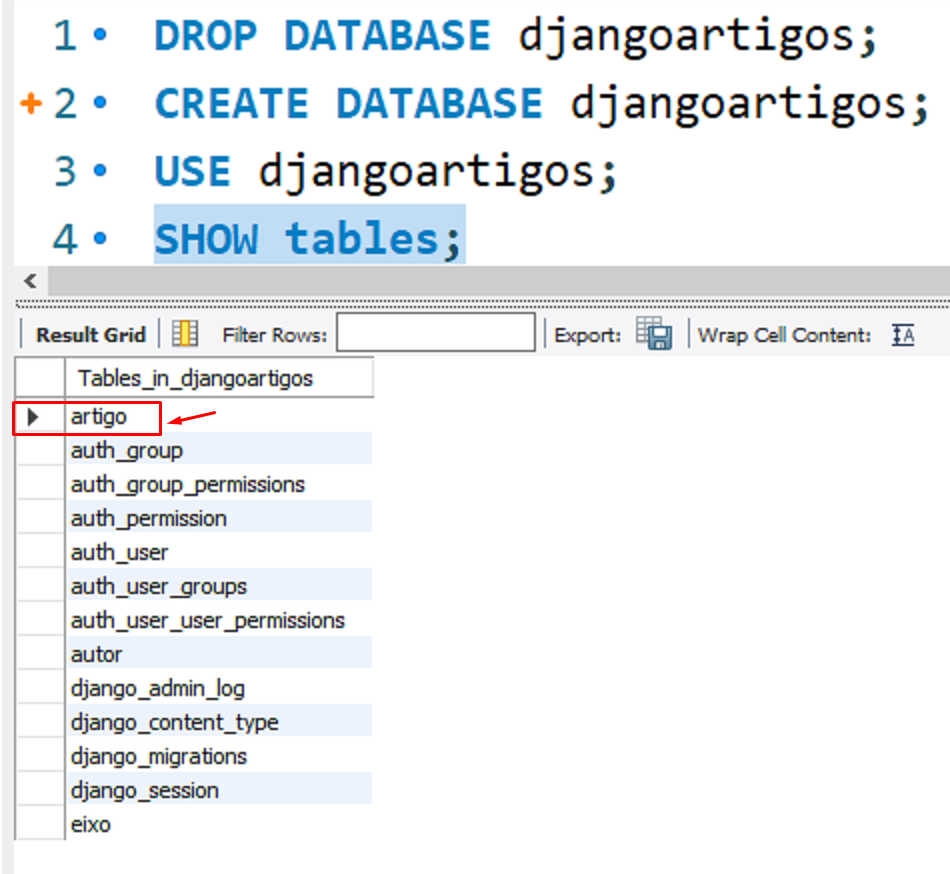 1 DROP DATABASE djangoartigos;
+ 2 CREATE DATABASE djangoartigos;
3 USE djangoartigos;
4 SHOW tables;
Result Grid Filter Rows: Export: Wrap Cell Content: IA
Tables_in_djangoartigos
artigo
auth_group
auth_group_permissions
auth_permission
auth_user
auth_user_groups
auth_user_user_permissions
autor
django_admin_log
django_content_type
django_migrations
django_session
eixo